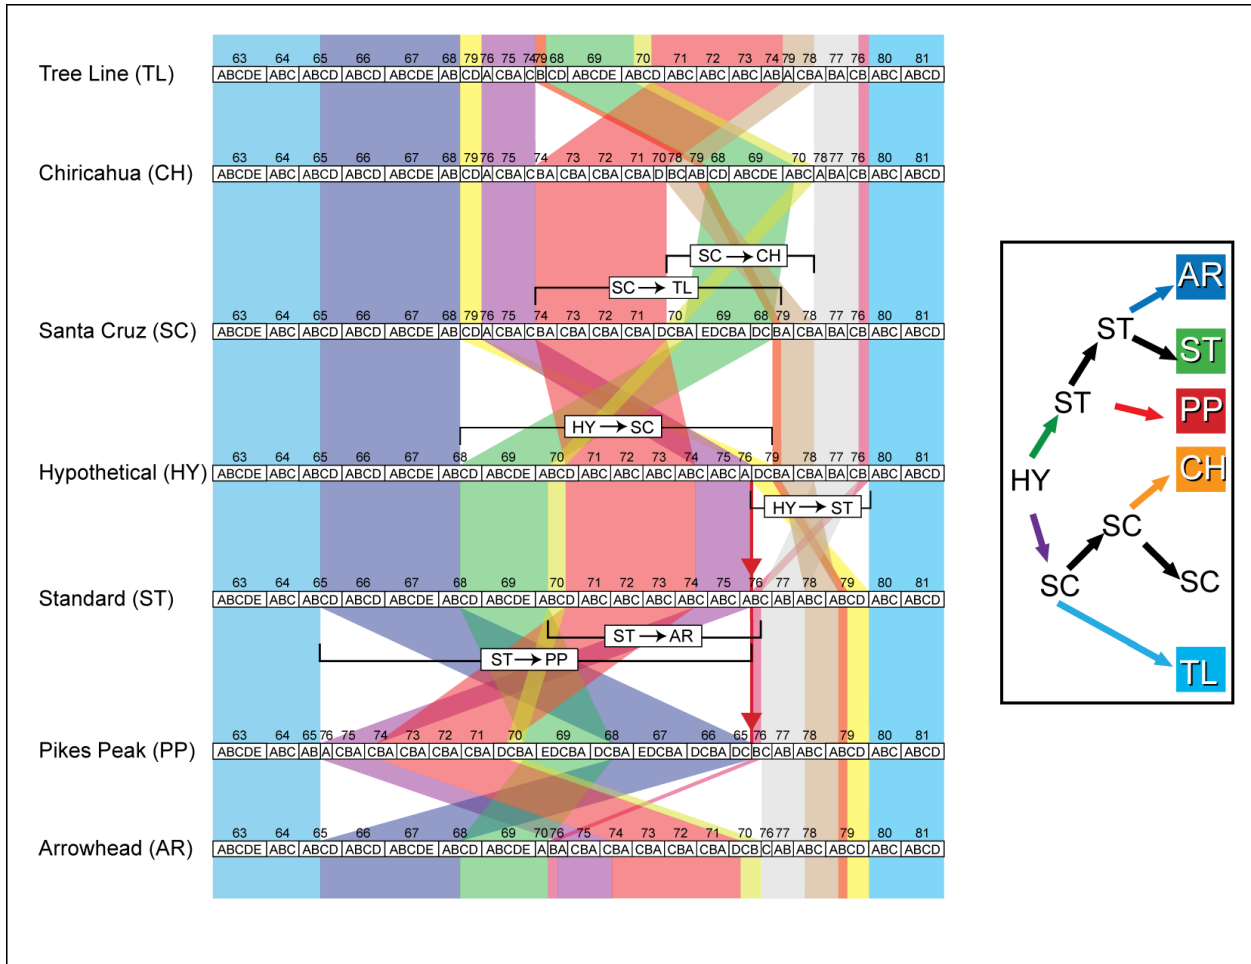 63 64 65 66 67 68 79 76 75 74 79 68 69 70 71 72 73 74 79 78 77 76 80 81
Tree Line (TL) ABCDE ABC ABCD ABCD ABCDE AB CD A CBA C B CD ABCDE ABCD ABC ABC ABC AB A CBA BA CB ABC ABCD
63 64 65 66 67 68 79 76 75 74 73 72 71 70 78 79 68 69 70 78 77 76 80 81
Chiricahua (CH) ABCDE ABC ABCD ABCD ABCDE AB CD A CBA CBA CBA CBA CBA D BC AB CD ABCDE ABC A BA CB ABC ABCD
SC → CH
SC → TL
63 64 65 66 67 68 79 76 75 74 73 72 71 70 69 68 79 78 77 76 80 81
Santa Cruz (SC) ABCDE ABC ABCD ABCD ABCDE AB CD A CBA CBA CBA CBA CBA DCBA EDCBA DC BA CBA BA CB ABC ABCD
HY → SC
63 64 65 66 67 68 69 70 71 72 73 74 75 76 79 78 77 76 80 81
Hypothetical (HY) ABCDE ABC ABCD ABCD ABCDE ABCD ABCDE ABCD ABC ABC ABC ABC ABC A DCBA CBA BA CB ABC ABCD
HY → ST
63 64 65 66 67 68 69 70 71 72 73 74 75 76 77 78 79 80 81
Standard (ST) ABCDE ABC ABCD ABCD ABCDE ABCD ABCDE ABCD ABC ABC ABC ABC ABC ABC AB ABC ABCD ABC ABCD
ST → AR
ST → PP
63 64 65 76 75 74 73 72 71 70 69 68 67 66 65 76 77 78 79 80 81
Pikes Peak (PP) ABCDE ABC AB A CBA CBA CBA CBA CBA DCBA EDCBA DCBA EDCBA DCBA DC BC AB ABC ABCD ABC ABCD
63 64 65 66 67 68 69 70 76 75 74 73 72 71 70 76 77 78 79 80 81
Arrowhead (AR) ABCDE ABC ABCD ABCD ABCDE ABCD ABCDE A BA CBA CBA CBA CBA CBA DCB C AB ABC ABCD ABC ABCD
AR
ST
ST
ST
PP
CH
HY
SC
SC
SC
TL